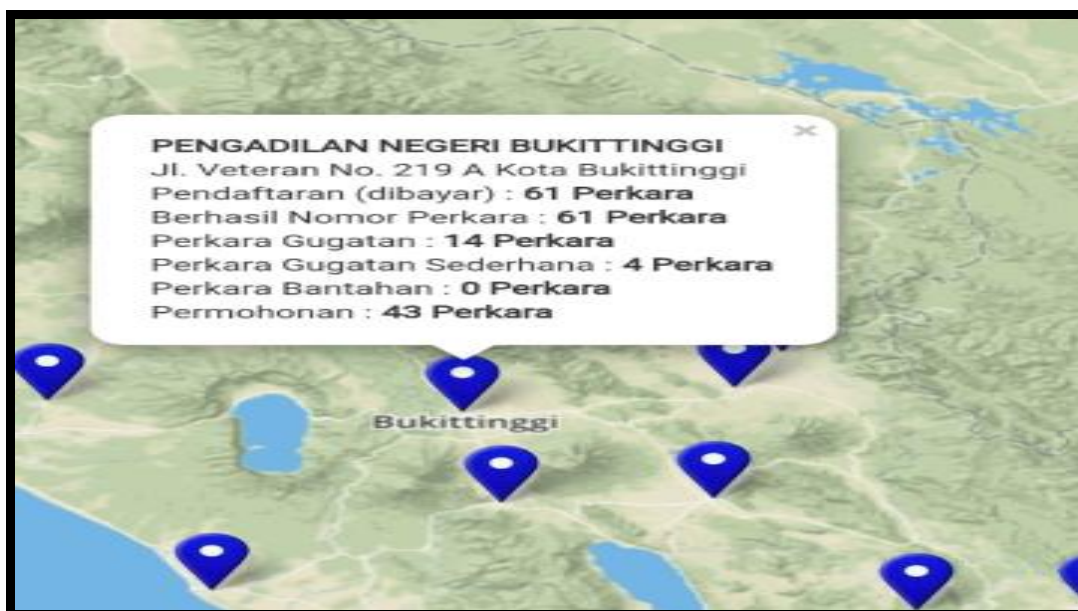 PENGADILAN NEGERI BUKITTINGGI
Jl. Veteran No. 219 A Kota Bukittinggi
Pendaftaran (dibayar) : 61 Perkara
Berhasil Nomor Perkara : 61 Perkara
Perkara Gugatan : 14 Perkara
Perkara Gugatan Sederhana : 4 Perkara
Perkara Bantahan : 0 Perkara
Permohonan : 43 Perkara
Bukittinggi